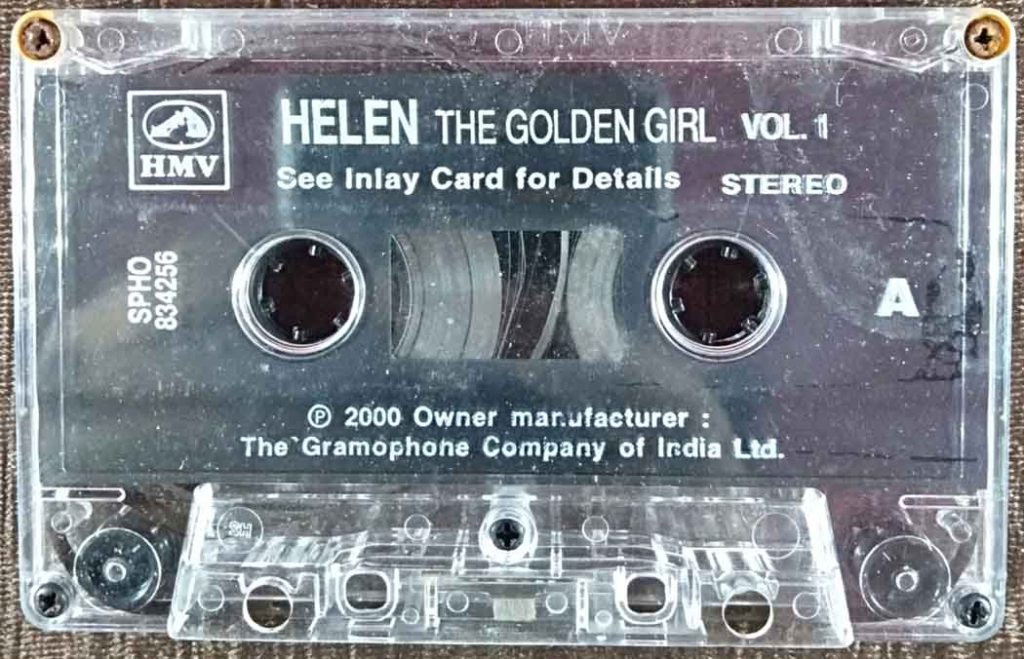 HMV
HMV
HELEN THE GOLDEN GIRL VOL. 1
See Inlay Card for Details STEREO
SPHO
834256
A
℗ 2000 Owner manufacturer :
The Gramophone Company of India Ltd.